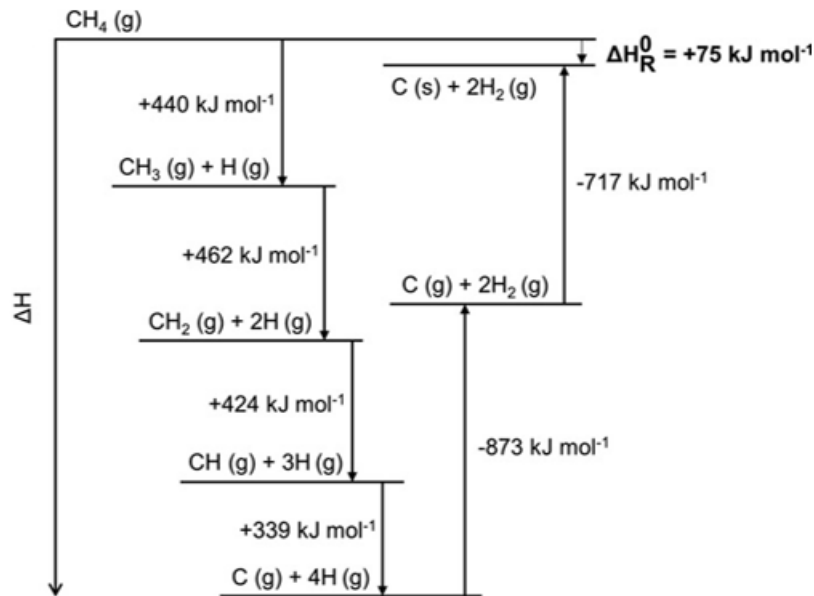 CH₄ (g)
ΔH⁰R = +75 kJ mol⁻¹
C (s) + 2H₂ (g)
+440 kJ mol⁻¹
CH₃ (g) + H (g)
-717 kJ mol⁻¹
+462 kJ mol⁻¹
C (g) + 2H₂ (g)
ΔH
CH₂ (g) + 2H (g)
+424 kJ mol⁻¹
-873 kJ mol⁻¹
CH (g) + 3H (g)
+339 kJ mol⁻¹
C (g) + 4H (g)